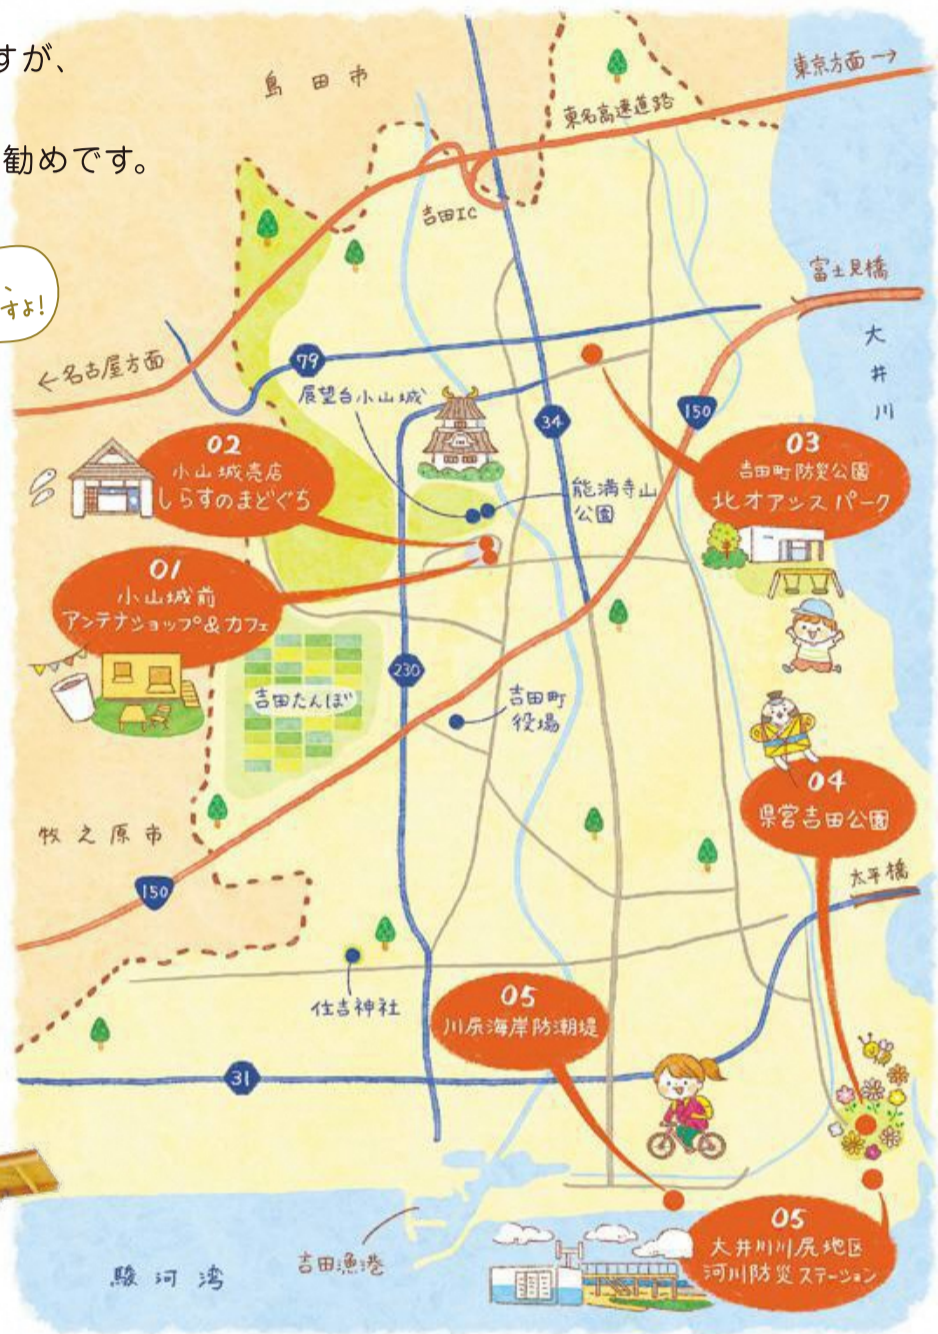 すが、
勧めです。
すよ!
島田市
東京方面→
東名高速道路
吉田IC
富士見橋
大井川
←名古屋方面
79
展望台小山城
34
150
02
小山城売店
しらすのまどぐち
能満寺山
公園
03
吉田町防災公園
北オアシスパーク
01
小山城前
アンテナショップ&カフェ
230
吉田たんぼ
吉田町
役場
04
県営吉田公園
牧之原市
150
太平橋
住吉神社
05
川尻海岸防潮堤
31
吉田漁港
駿河湾
05
大井川川尻地区
河川防災ステーション